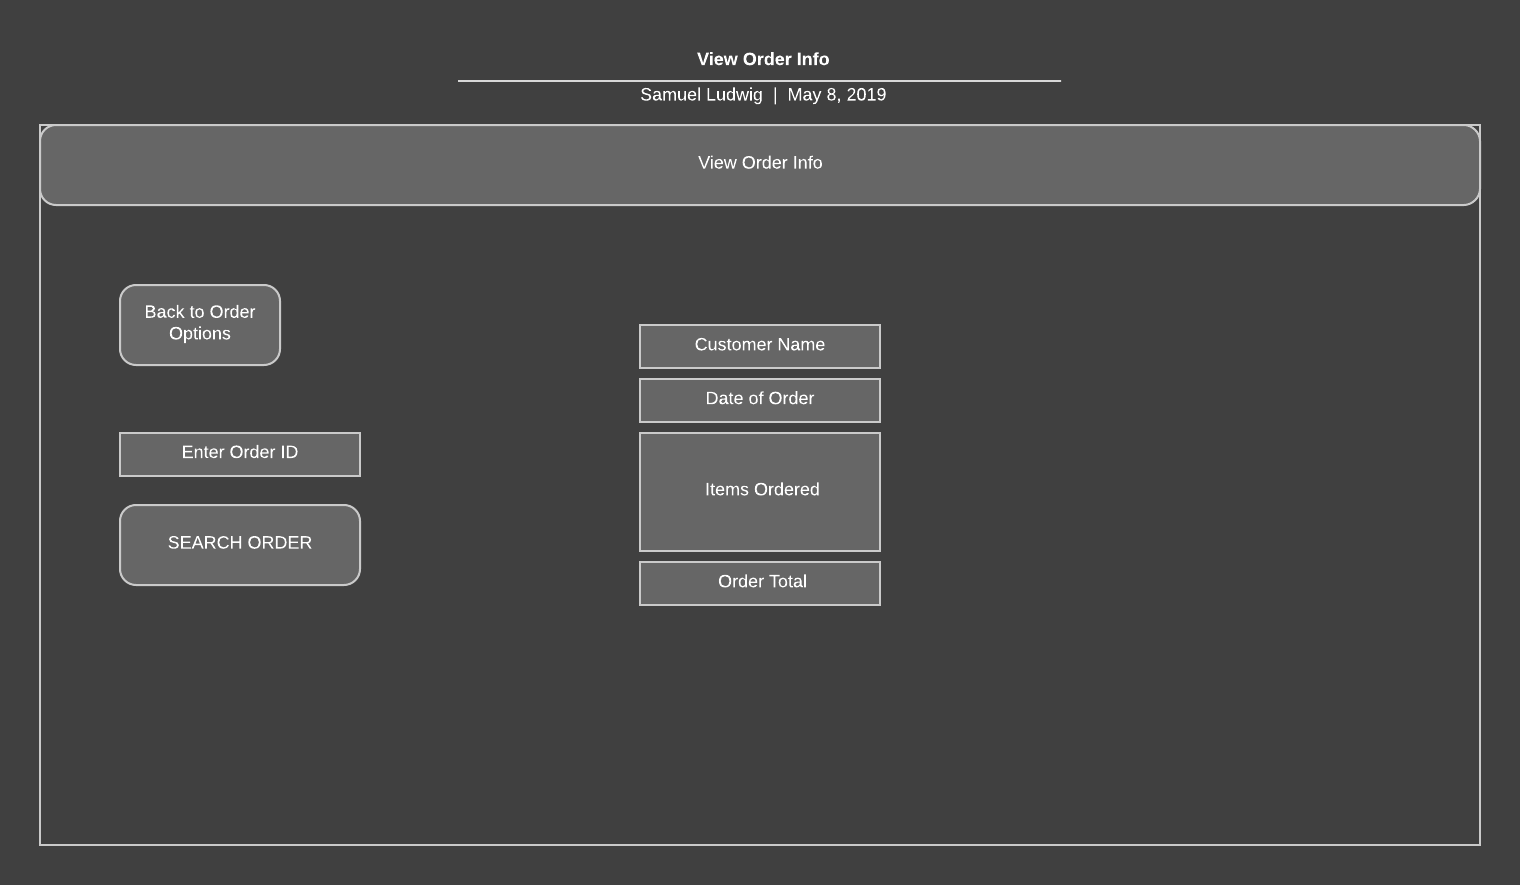 View Order Info
Samuel Ludwig | May 8, 2019
View Order Info
Back to Order
Options
Enter Order ID
SEARCH ORDER
Customer Name
Date of Order
Items Ordered
Order Total